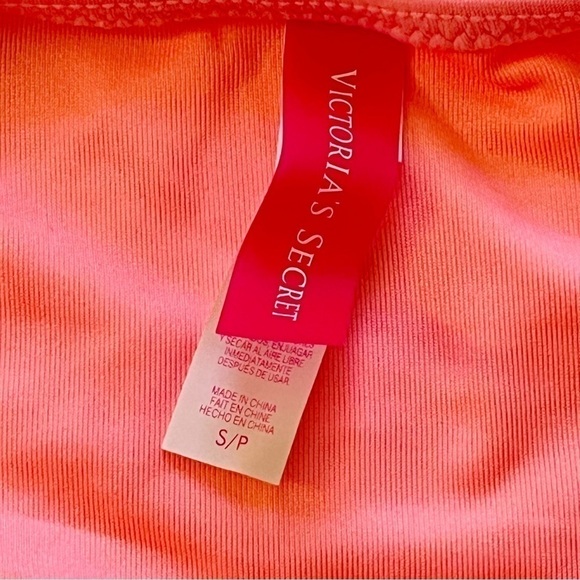 VICTORIA'S SECRET
ENJUAGAR
Y SECAR AL AIRE LIBRE
INMEDIATAMENTE
DESPUÉS DE USAR.
MADE IN CHINA
FAIT EN CHINE
HECHO EN CHINA
S/P